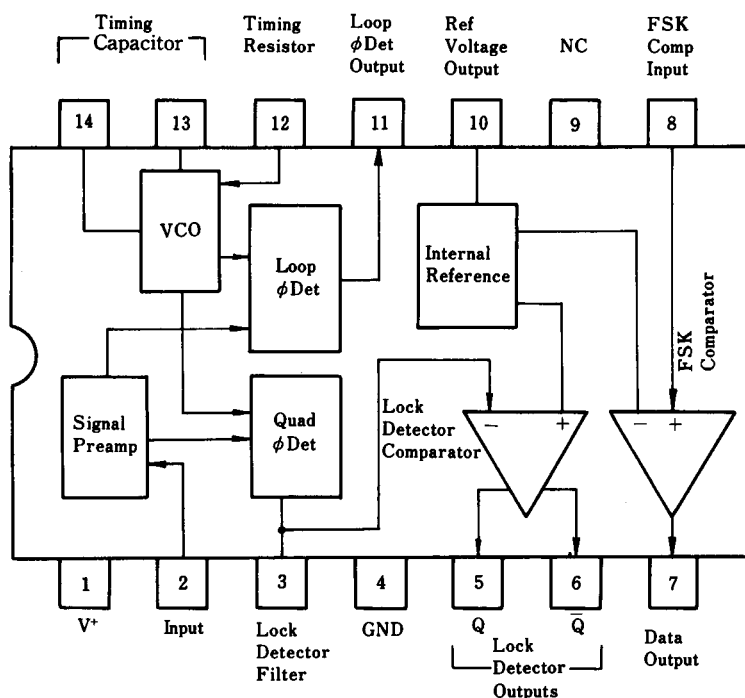 Timing
Capacitor
Timing
Resistor
Loop
φDet
Output
Ref
Voltage
Output
NC
FSK
Comp
Input
14
13
12
11
10
9
8
VCO
Loop
φDet
Internal
Reference
FSK
Comparator
Signal
Preamp
Quad
φDet
Lock
Detector
Comparator
−
+
−
+
1
2
3
4
5
6
7
V⁺
Input
Lock
Detector
Filter
GND
Q
Q̅
Lock
Detector
Outputs
Data
Output